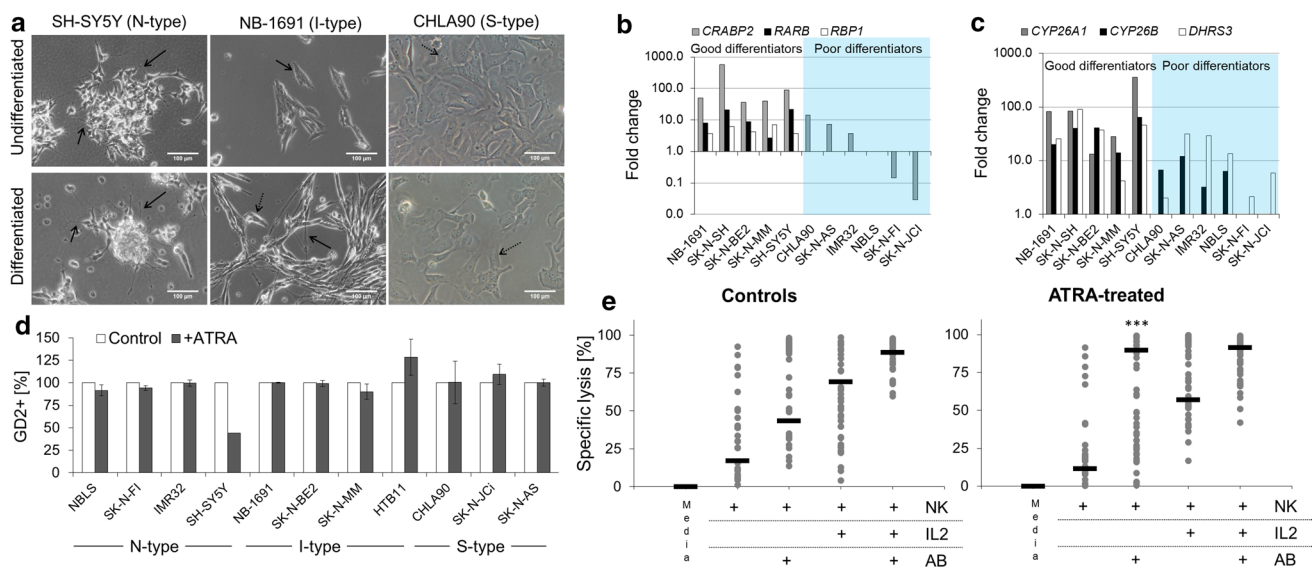 a
SH-SY5Y (N-type) NB-1691 (I-type) CHLA90 (S-type)
Undifferentiated
100 µm 100 µm 100 µm
Differentiated
100 µm 100 µm 100 µm
b
CRABP2 RARB RBP1
Good differentiators Poor differentiators
Fold change
1000.0
100.0
10.0
1.0
0.1
0.0
NB-1691 SK-N-SH SK-N-BE2 SK-N-MM SH-SY5Y CHLA90 SK-N-AS IMR32 NBLS SK-N-FI SK-N-JCi
c
CYP26A1 CYP26B DHRS3
Good differentiators Poor differentiators
Fold change
1000.0
100.0
10.0
1.0
NB-1691 SK-N-SH SK-N-BE2 SK-N-MM SH-SY5Y CHLA90 SK-N-AS IMR32 NBLS SK-N-FI SK-N-JCI
d
Control +ATRA
GD2+ [%]
150
125
100
75
50
25
0
NBLS SK-N-FI IMR32 SH-SY5Y NB-1691 SK-N-BE2 SK-N-MM HTB11 CHLA90 SK-N-JCi SK-N-AS
N-type I-type S-type
e
Controls
Specific lysis [%]
100
75
50
25
0
Media
+ + + + NK
+ + IL2
+ + AB
ATRA-treated
***
100
75
50
25
0
Media
+ + + + NK
+ + IL2
+ + AB